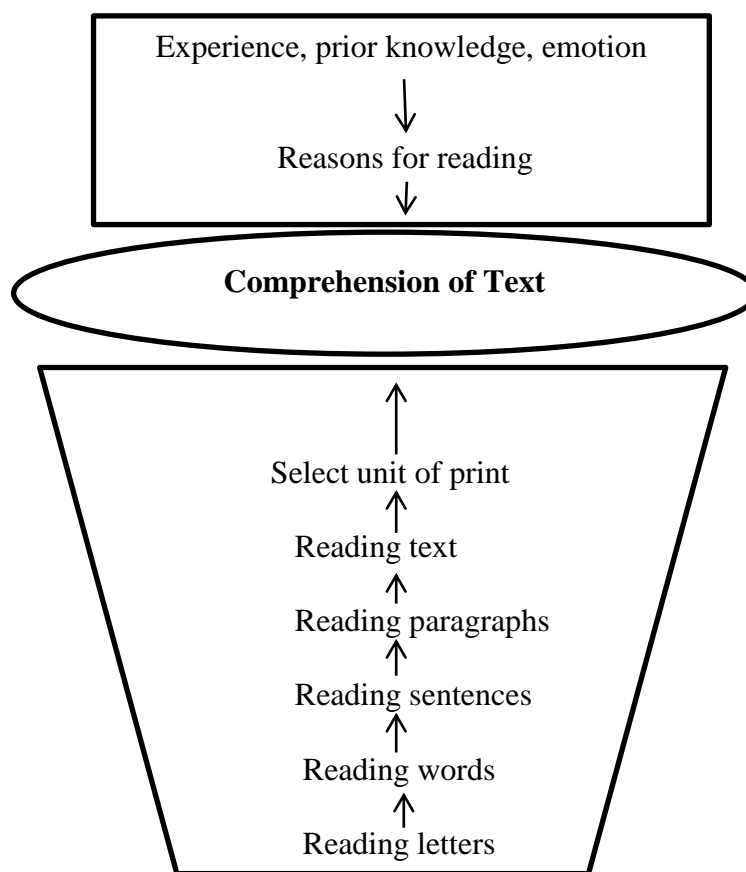 Experience, prior knowledge, emotion
Reasons for reading
Comprehension of Text
Select unit of print
Reading text
Reading paragraphs
Reading sentences
Reading words
Reading letters